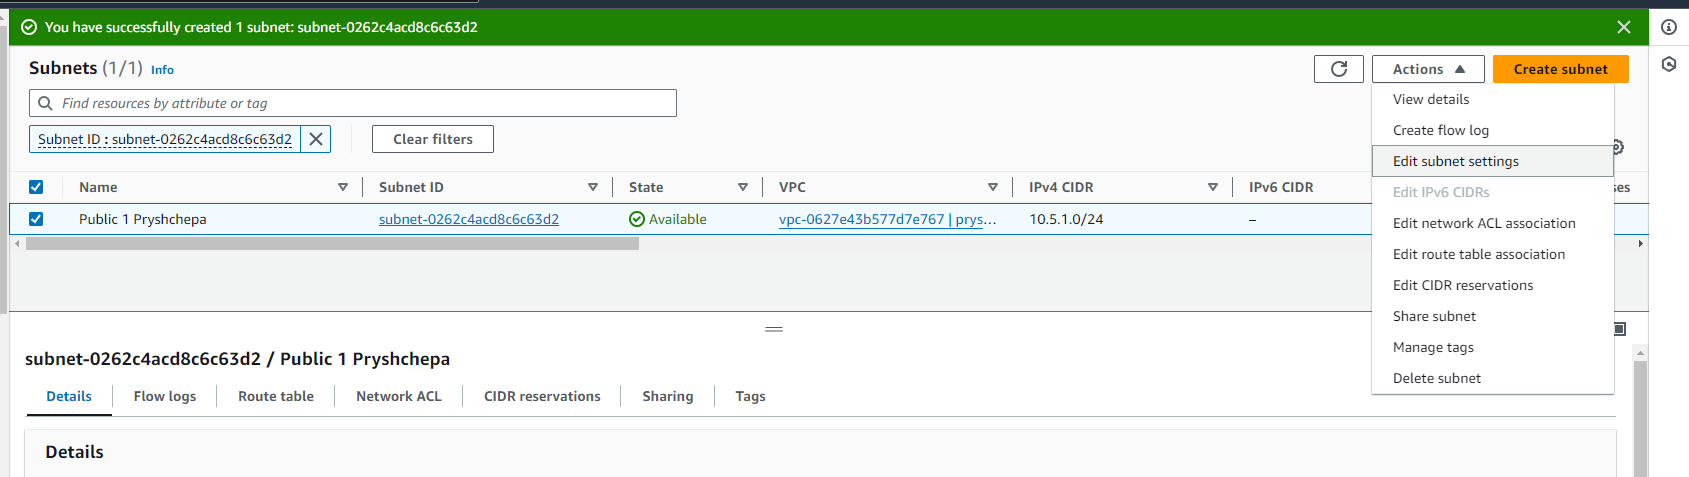 You have successfully created 1 subnet: subnet-0262c4acd8c6c63d2
Subnets (1/1) Info
Actions
Create subnet
Find resources by attribute or tag
Subnet ID : subnet-0262c4acd8c6c63d2
Clear filters
View details
Create flow log
Edit subnet settings
Edit IPv6 CIDRs
Edit network ACL association
Edit route table association
Edit CIDR reservations
Share subnet
Manage tags
Delete subnet
Name Subnet ID State VPC IPv4 CIDR IPv6 CIDR
Public 1 Pryshchepa subnet-0262c4acd8c6c63d2 Available vpc-0627e43b577d7e767 | prys… 10.5.1.0/24 –
subnet-0262c4acd8c6c63d2 / Public 1 Pryshchepa
Details Flow logs Route table Network ACL CIDR reservations Sharing Tags
Details